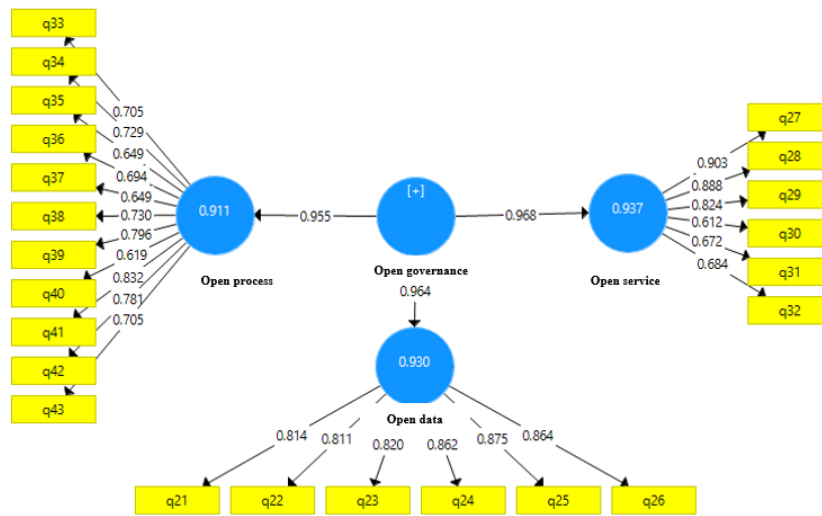 q33
q34
q35
q36
q37
q38
q39
q40
q41
q42
q43
0.705
0.729
0.649
0.694
0.649
0.730
0.796
0.619
0.832
0.781
0.705
0.911
Open process
0.955
[+]
Open governance
0.968
0.937
Open service
0.903
0.888
0.824
0.612
0.672
0.684
q27
q28
q29
q30
q31
q32
0.964
0.930
Open data
0.814
0.811
0.820
0.862
0.875
0.864
q21
q22
q23
q24
q25
q26